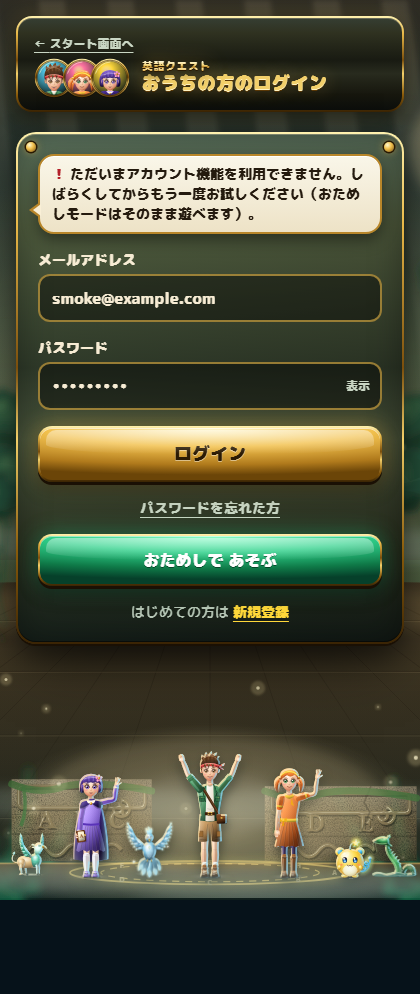 ← スタート画面へ
英語クエスト
おうちの方のログイン
! ただいまアカウント機能を利用できません。し
ばらくしてからもう一度お試しください（おため
しモードはそのまま遊べます）。
メールアドレス
smoke@example.com
パスワード
•••••••••
表示
ログイン
パスワードを忘れた方
おためしで あそぶ
はじめての方は 新規登録
A
D E